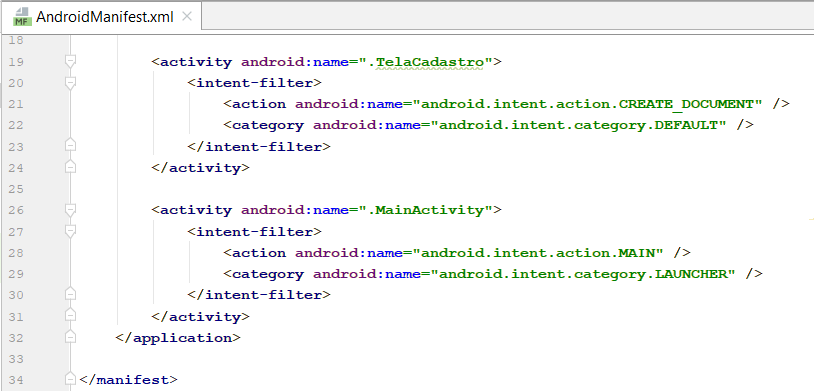 MF AndroidManifest.xml
18
19 <activity android:name=".TelaCadastro">
20 <intent-filter>
21 <action android:name="android.intent.action.CREATE_DOCUMENT" />
22 <category android:name="android.intent.category.DEFAULT" />
23 </intent-filter>
24 </activity>
25
26 <activity android:name=".MainActivity">
27 <intent-filter>
28 <action android:name="android.intent.action.MAIN" />
29 <category android:name="android.intent.category.LAUNCHER" />
30 </intent-filter>
31 </activity>
32 </application>
33
34 </manifest>